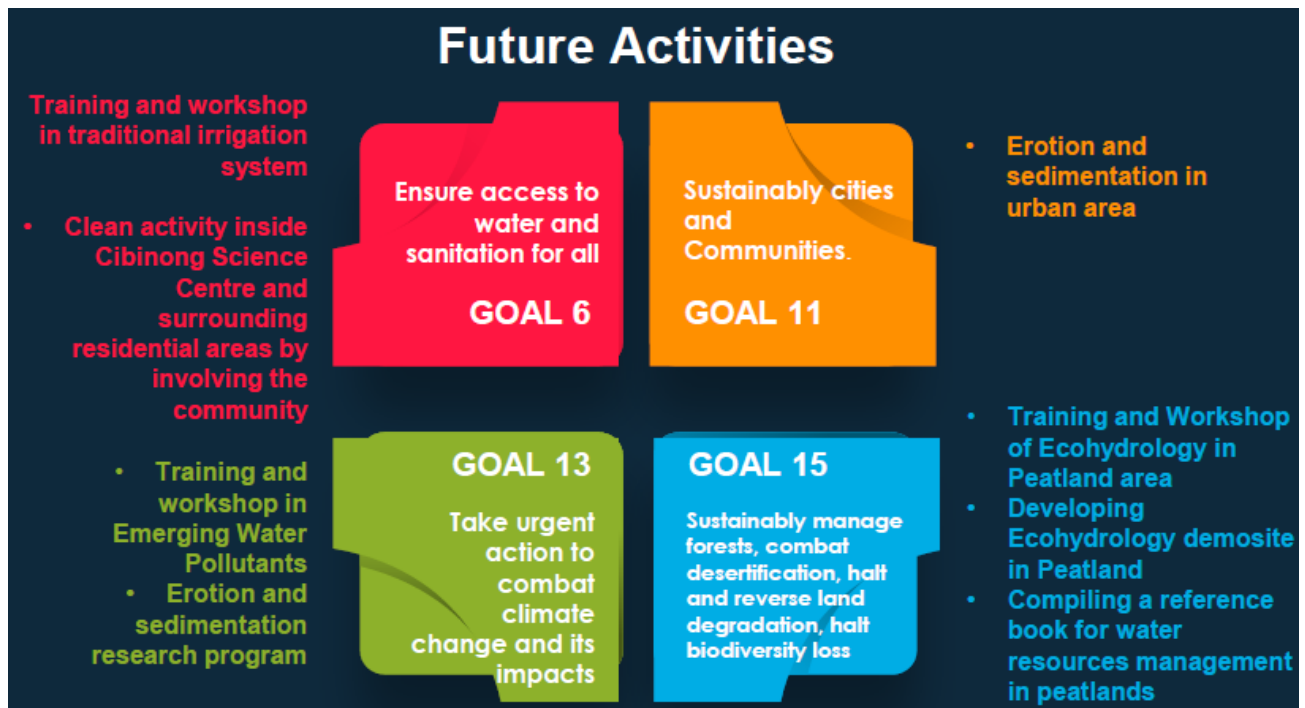 Future Activities
Training and workshop
in traditional irrigation
system
• Clean activity inside
Cibinong Science
Centre and
surrounding
residential areas by
involving the
community
Ensure access to
water and
sanitation for all
GOAL 6
Sustainably cities
and
Communities.
GOAL 11
• Erotion and
sedimentation in
urban area
• Training and
workshop in
Emerging Water
Pollutants
• Erotion and
sedimentation
research program
GOAL 13
Take urgent
action to
combat
climate
change and its
impacts
GOAL 15
Sustainably manage
forests, combat
desertification, halt
and reverse land
degradation, halt
biodiversity loss
• Training and Workshop
of Ecohydrology in
Peatland area
• Developing
Ecohydrology demosite
in Peatland
• Compiling a reference
book for water
resources management
in peatlands